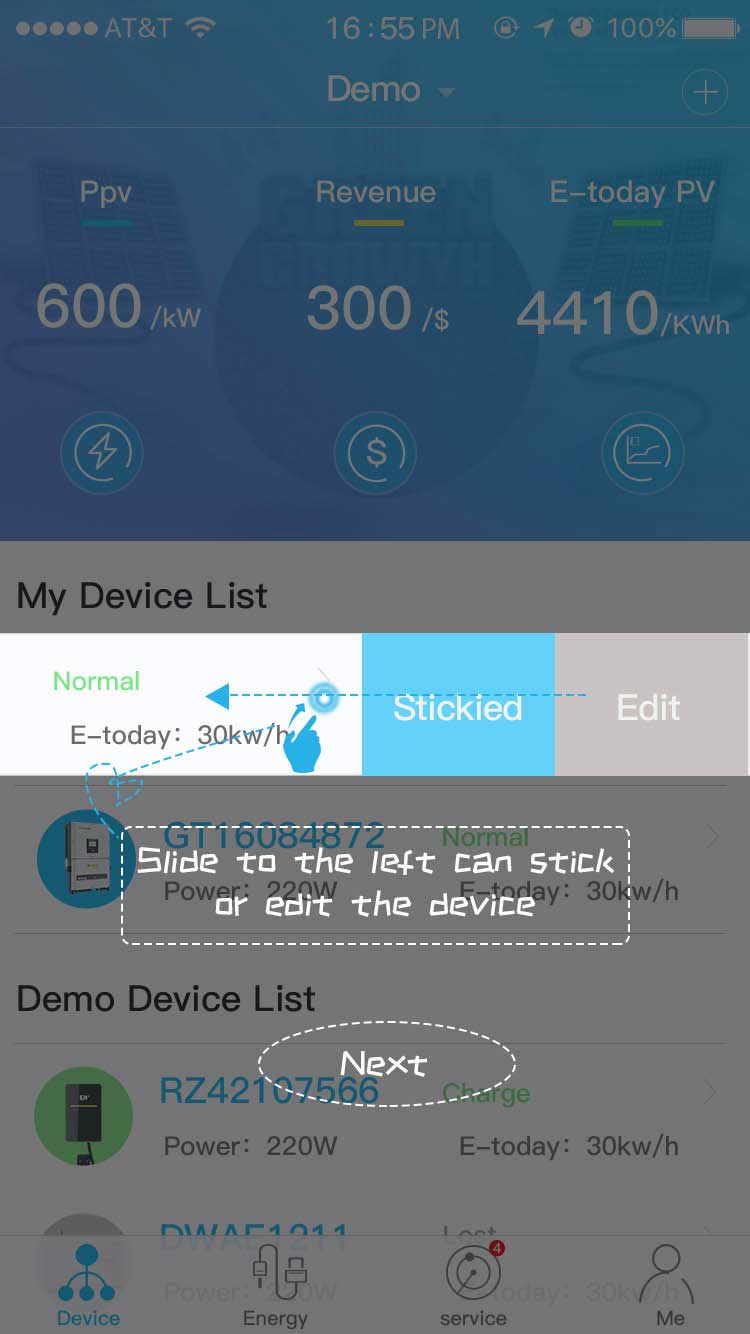 AT&T 16:55 PM 100%
Demo
Ppv Revenue E-today PV
GREEN
GROWYH
600 /kW 300 /$ 4410/KWh
$
My Device List
Normal
Stickied Edit
E-today: 30kw/h
GT16084872 Normal
Slide to the left can stick
Power: 220W E-today: 30kw/h
or edit the device
Demo Device List
Next
RZ42107566 Charge
Power: 220W E-today: 30kw/h
DWAE1211 Lost
4
Power: 220W E-today: 30kw/h
Device Energy service Me